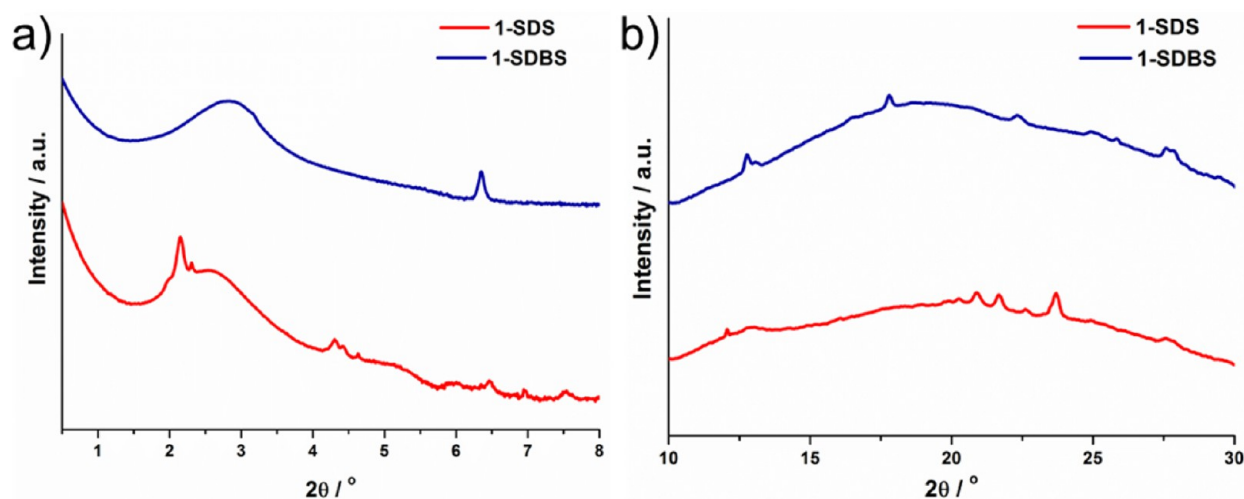 a)
1-SDS
1-SDBS
Intensity / a.u.
1 2 3 4 5 6 7 8
2θ / °
b)
1-SDS
1-SDBS
Intensity / a.u.
10 15 20 25 30
2θ / °